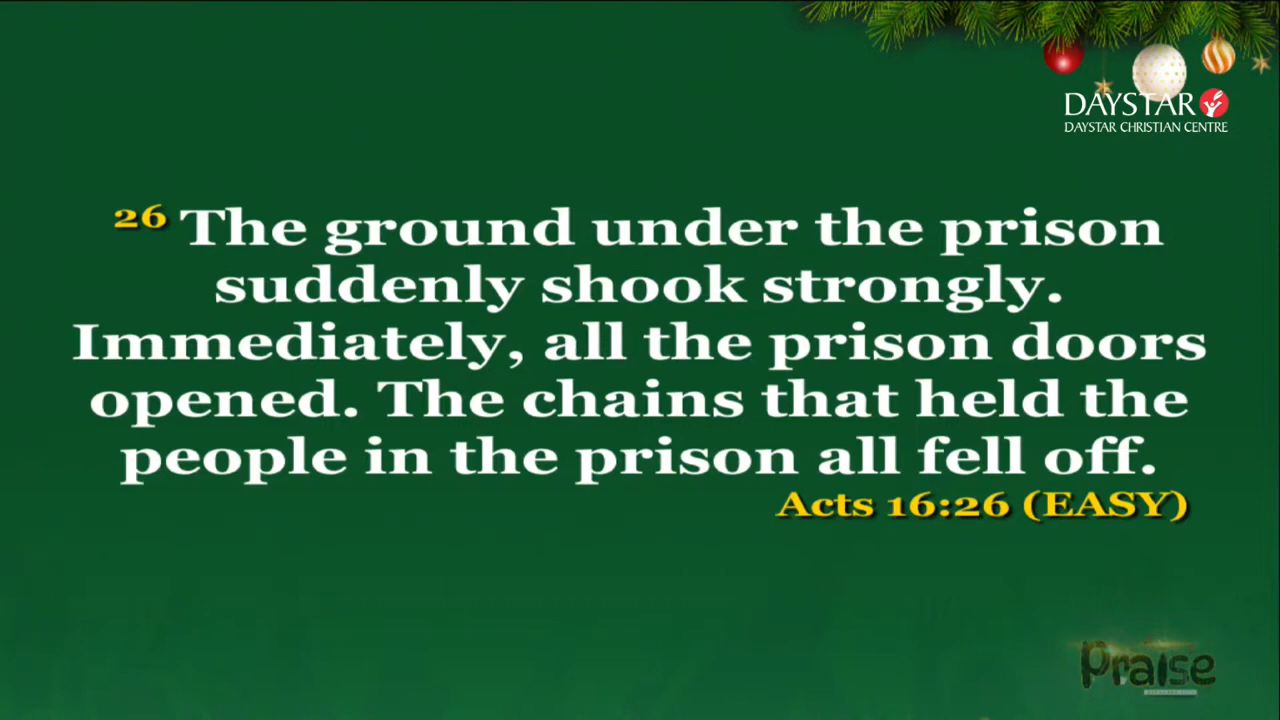 DAYSTAR
DAYSTAR CHRISTIAN CENTRE
26 The ground under the prison
suddenly shook strongly.
Immediately, all the prison doors
opened. The chains that held the
people in the prison all fell off.
Acts 16:26 (EASY)
Praise